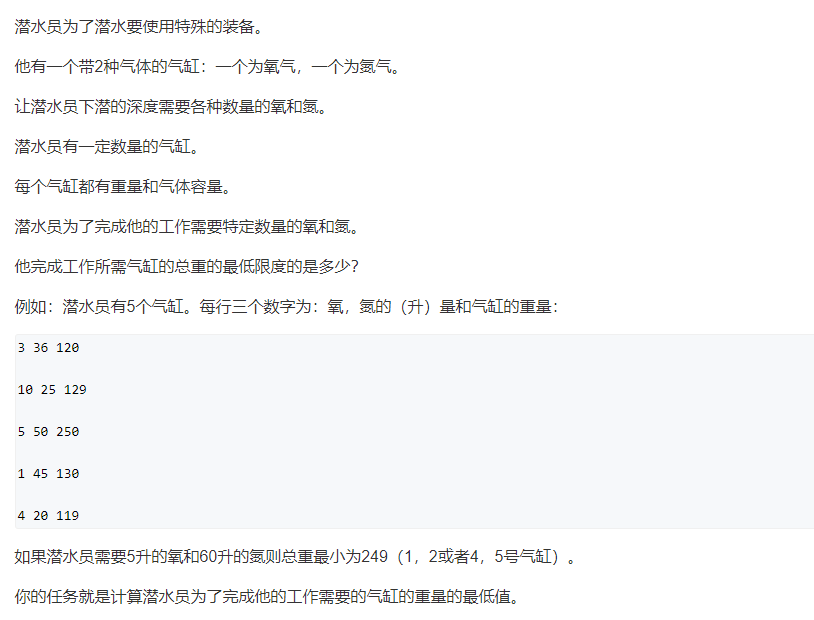 潜水员为了潜水要使用特殊的装备。
他有一个带2种气体的气缸：一个为氧气，一个为氮气。
让潜水员下潜的深度需要各种数量的氧和氮。
潜水员有一定数量的气缸。
每个气缸都有重量和气体容量。
潜水员为了完成他的工作需要特定数量的氧和氮。
他完成工作所需气缸的总重的最低限度的是多少？
例如：潜水员有5个气缸。每行三个数字为：氧，氮的（升）量和气缸的重量：
3 36 120
10 25 129
5 50 250
1 45 130
4 20 119
如果潜水员需要5升的氧和60升的氮则总重最小为249（1，2或者4，5号气缸）。
你的任务就是计算潜水员为了完成他的工作需要的气缸的重量的最低值。